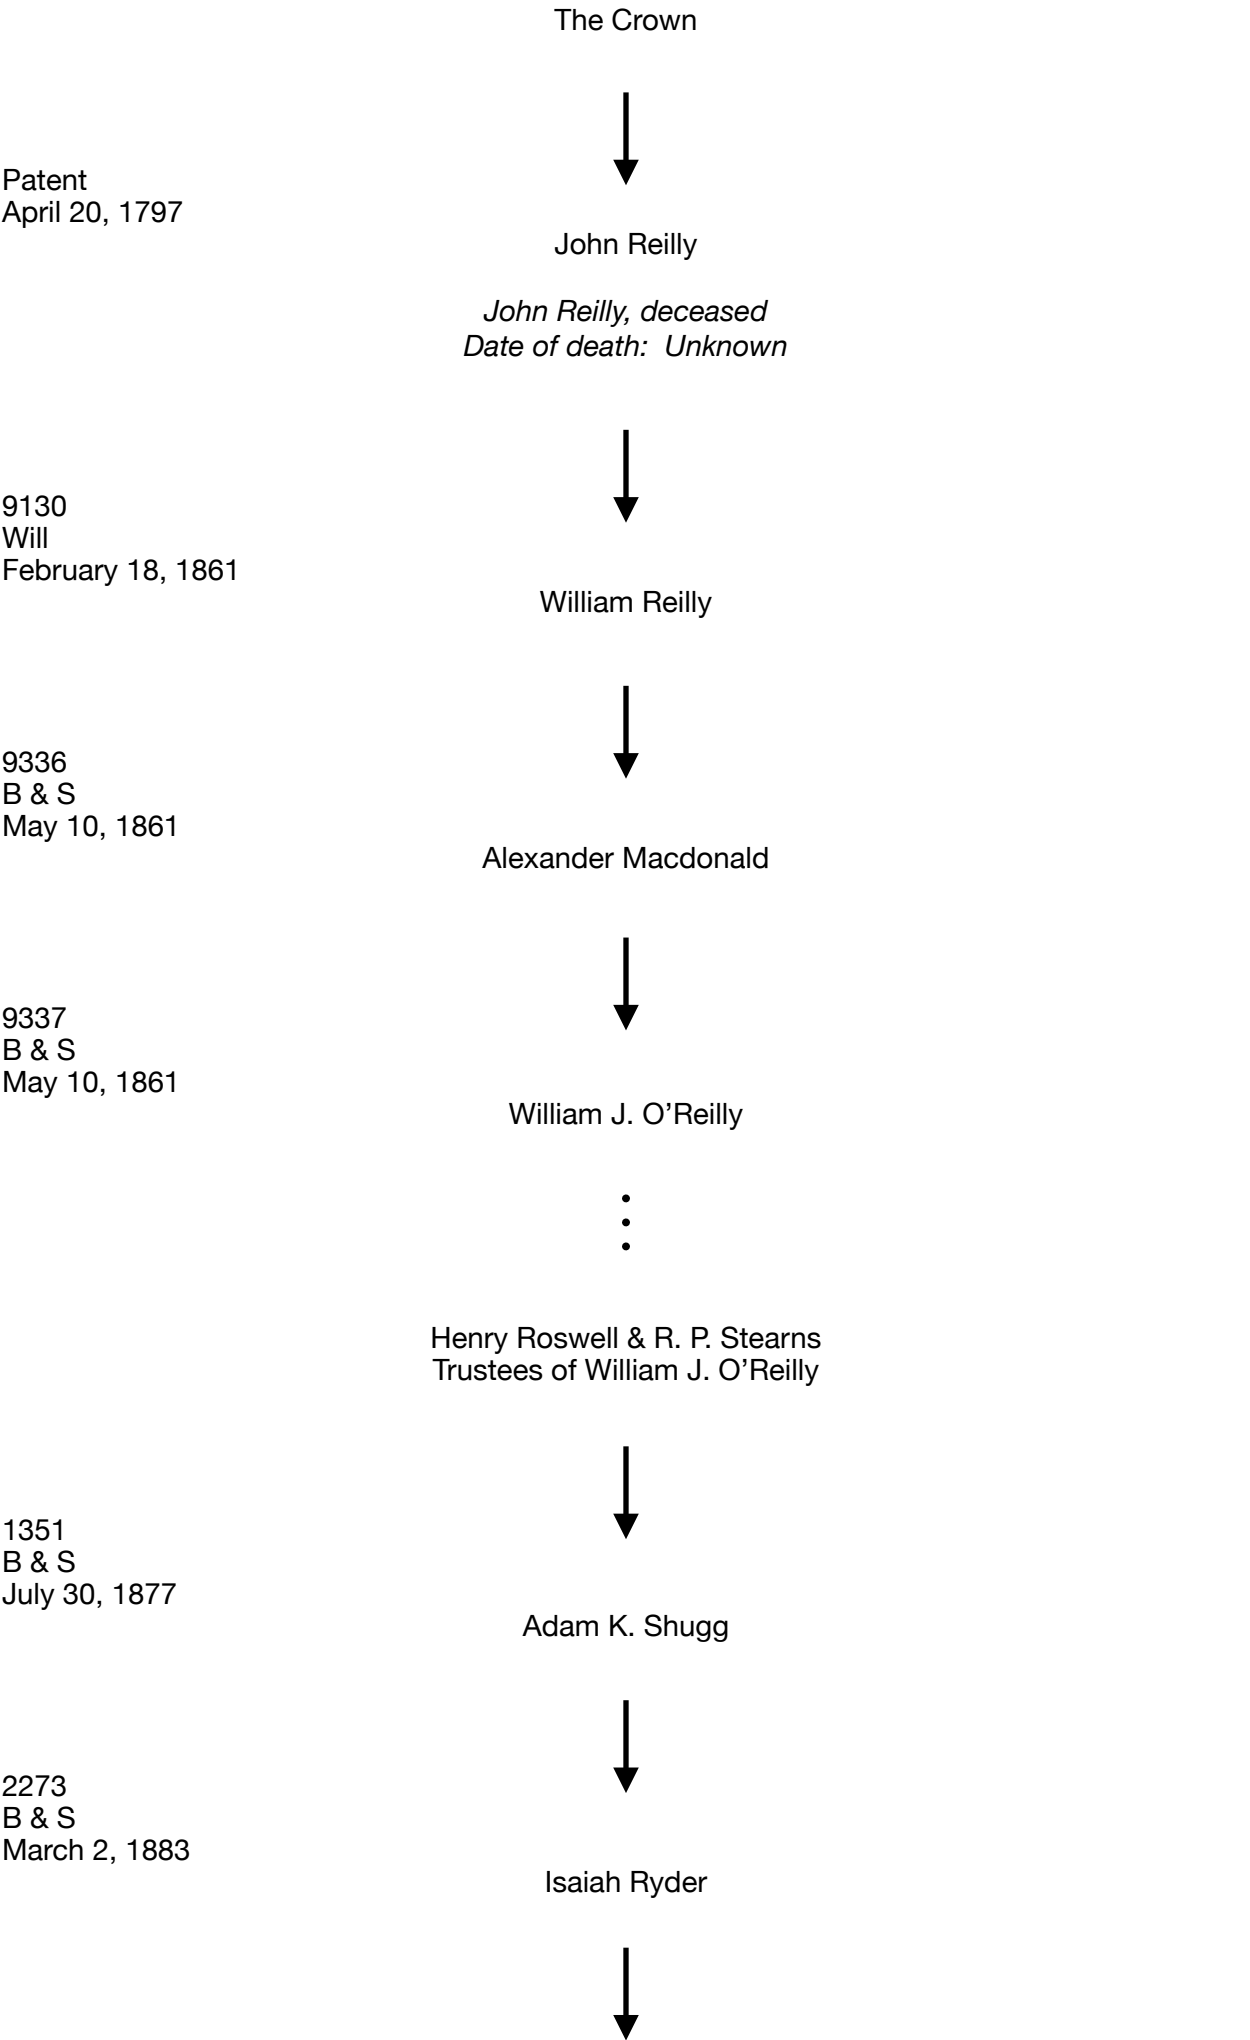 The Crown
Patent
April 20, 1797
John Reilly
John Reilly, deceased
Date of death:  Unknown
9130
Will
February 18, 1861
William Reilly
9336
B & S
May 10, 1861
Alexander Macdonald
9337
B & S
May 10, 1861
William J. O’Reilly
Henry Roswell & R. P. Stearns
Trustees of William J. O’Reilly
1351
B & S
July 30, 1877
Adam K. Shugg
2273
B & S
March 2, 1883
Isaiah Ryder